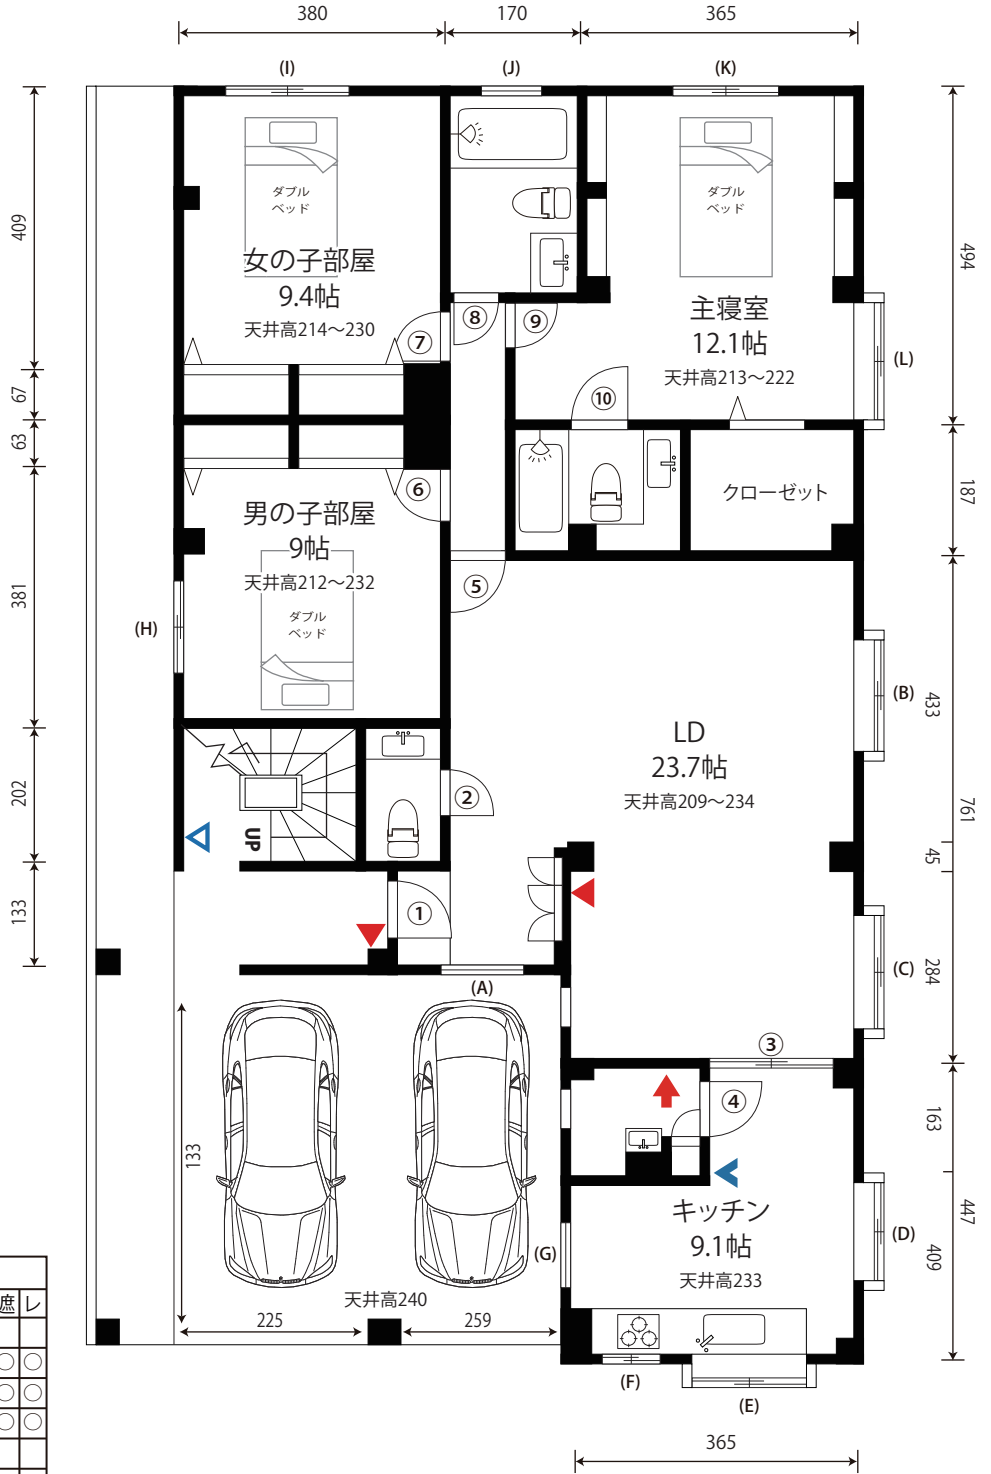 380
170
365
(I)
(J)
(K)
409
67
63
381
202
133
ダブル
ベッド
女の子部屋
9.4帖
天井高214～230
⑦
⑧
⑨
⑩
ダブル
ベッド
主寝室
12.1帖
天井高213～222
(L)
494
187
クローゼット
⑥
男の子部屋
9帖
天井高212～232
ダブル
ベッド
(H)
⑤
(B)
433
LD
23.7帖
天井高209～234
761
45
②
UP
①
(A)
(C)
284
③
④
163
133
キッチン
9.1帖
天井高233
(D)
447
409
(G)
天井高240
225
259
(F)
(E)
365
遮
レ
○○
○○
○○